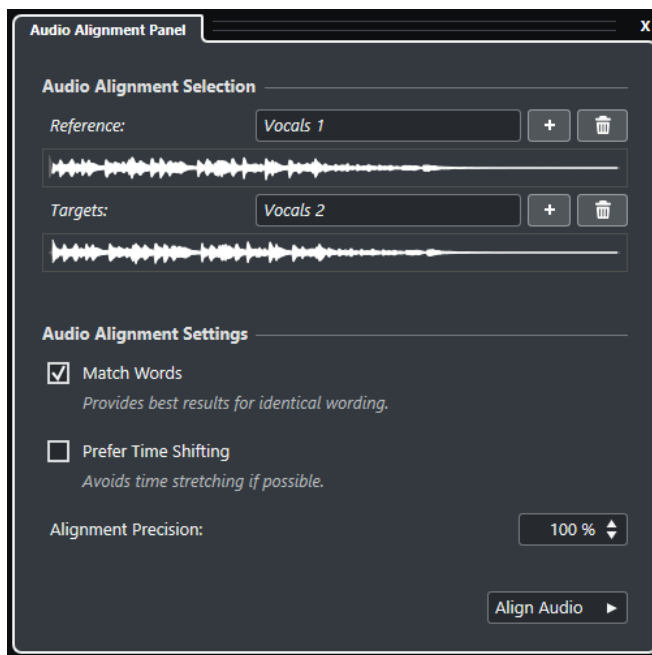 Audio Alignment Panel
X
Audio Alignment Selection
Reference:
Vocals 1
+
Targets:
Vocals 2
+
Audio Alignment Settings
Match Words
Provides best results for identical wording.
Prefer Time Shifting
Avoids time stretching if possible.
Alignment Precision:
100 %
Align Audio